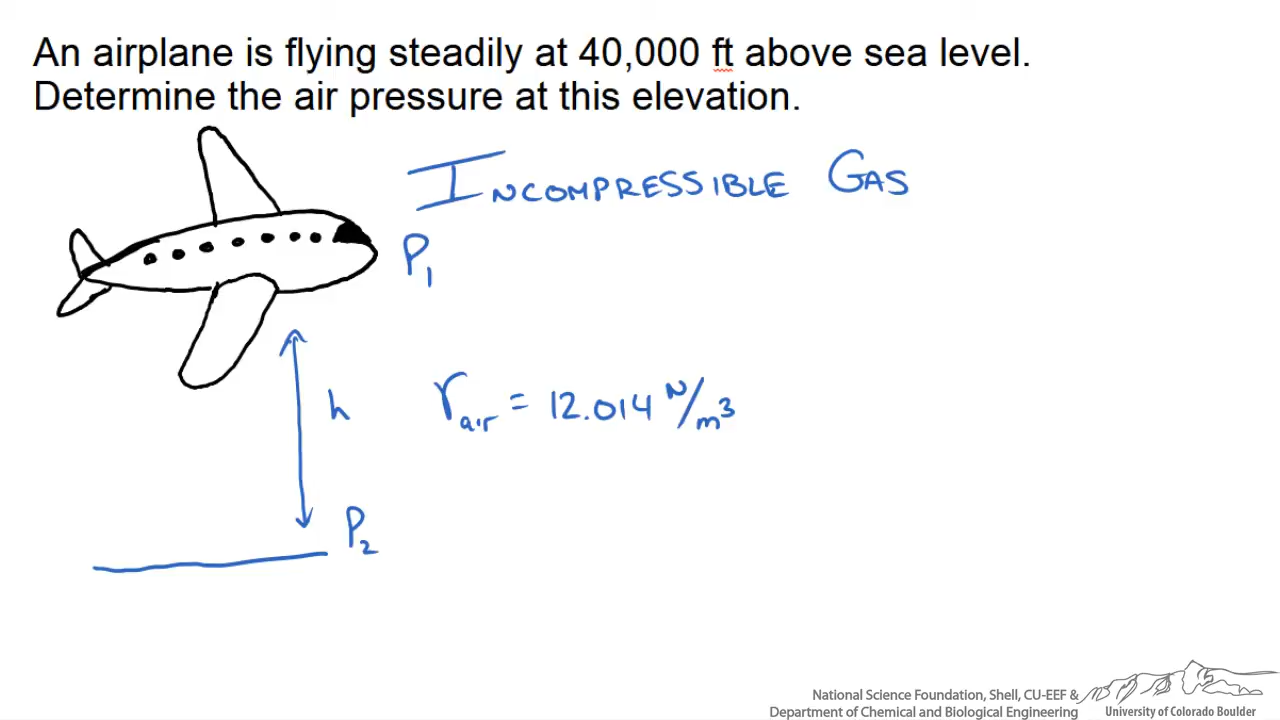 An airplane is flying steadily at 40,000 ft above sea level.
Determine the air pressure at this elevation.
INCOMPRESSIBLE GAS
P₁
h
γair = 12.014 N/m³
P₂
National Science Foundation, Shell, CU-EEF &
Department of Chemical and Biological Engineering
University of Colorado Boulder